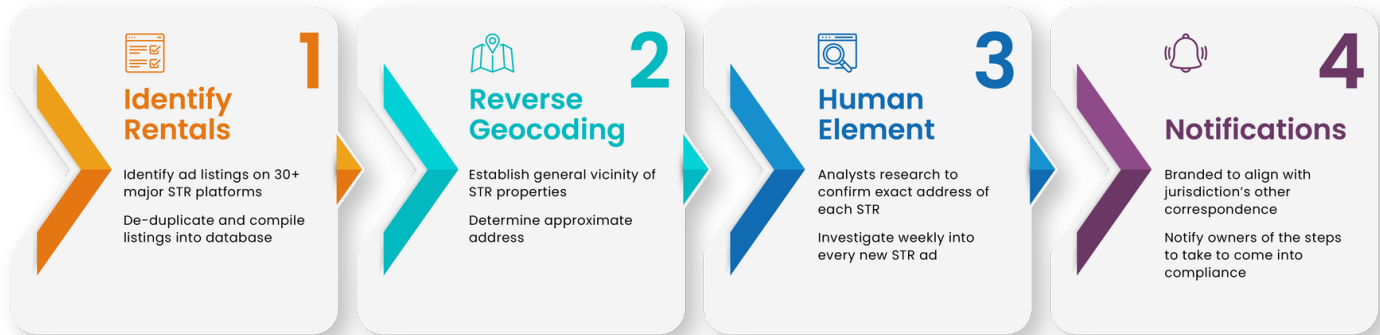 1
Identify
Rentals
Identify ad listings on 30+
major STR platforms
De-duplicate and compile
listings into database
2
Reverse
Geocoding
Establish general vicinity of
STR properties
Determine approximate
address
3
Human
Element
Analysts research to
confirm exact address of
each STR
Investigate weekly into
every new STR ad
4
Notifications
Branded to align with
jurisdiction's other
correspondence
Notify owners of the steps
to take to come into
compliance